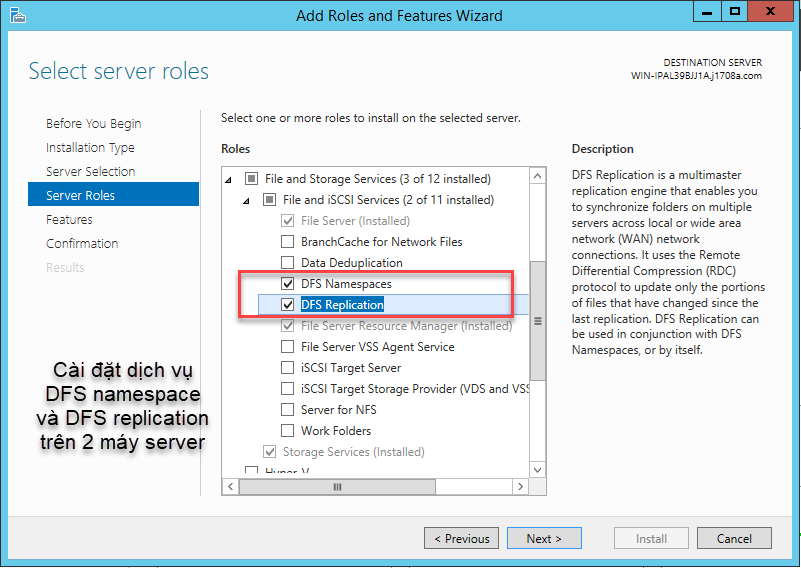 Add Roles and Features Wizard
Select server roles
DESTINATION SERVER
WIN-IPAL39BJJ1A.j1708a.com
Before You Begin
Installation Type
Server Selection
Server Roles
Features
Confirmation
Results
Select one or more roles to install on the selected server.
Roles
File and Storage Services (3 of 12 installed)
File and iSCSI Services (2 of 11 installed)
File Server (Installed)
BranchCache for Network Files
Data Deduplication
DFS Namespaces
DFS Replication
File Server Resource Manager (Installed)
File Server VSS Agent Service
iSCSI Target Server
iSCSI Target Storage Provider (VDS and VSS
Server for NFS
Work Folders
Storage Services (Installed)
Hyper-V
Description
DFS Replication is a multimaster
replication engine that enables you
to synchronize folders on multiple
servers across local or wide area
network (WAN) network
connections. It uses the Remote
Differential Compression (RDC)
protocol to update only the portions
of files that have changed since the
last replication. DFS Replication can
be used in conjunction with DFS
Namespaces, or by itself.
Cài đặt dịch vụ
DFS namespace
và DFS replication
trên 2 máy server
< Previous
Next >
Install
Cancel